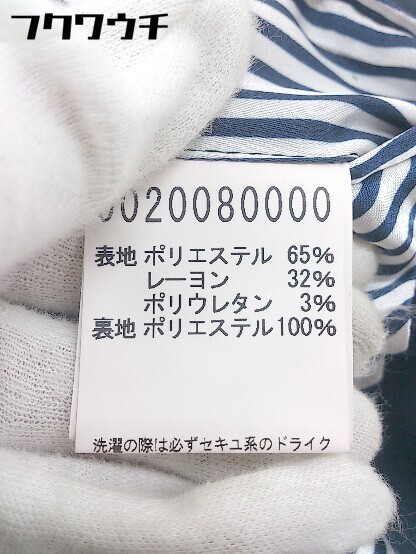 フクワウチ
0020080000
表地 ポリエステル 65%
レーヨン 32%
ポリウレタン 3%
裏地 ポリエステル100%
洗濯の際は必ずセキユ系のドライク